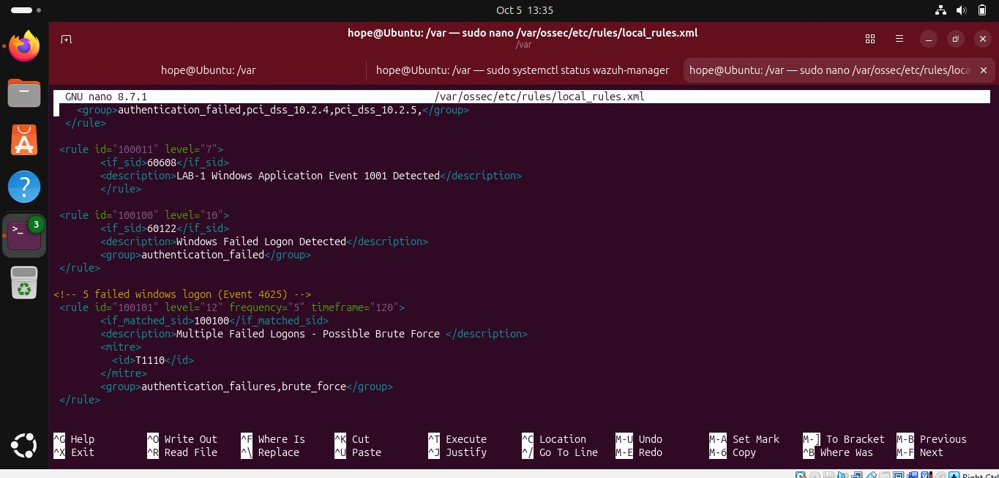 Oct 5 13:35
hope@Ubuntu: /var — sudo nano /var/ossec/etc/rules/local_rules.xml
/var
hope@Ubuntu: /var
hope@Ubuntu: /var — sudo systemctl status wazuh-manager
hope@Ubuntu: /var — sudo nano /var/ossec/etc/rules/loca
GNU nano 8.7.1 /var/ossec/etc/rules/local_rules.xml
<group>authentication_failed,pci_dss_10.2.4,pci_dss_10.2.5,</group>
</rule>
<rule id="100011" level="7">
<if_sid>60608</if_sid>
<description>LAB-1 Windows Application Event 1001 Detected</description>
</rule>
<rule id="100100" level="10">
<if_sid>60122</if_sid>
<description>Windows Failed Logon Detected</description>
<group>authentication_failed</group>
</rule>
<!-- 5 failed windows logon (Event 4625) -->
<rule id="100101" level="12" frequency="5" timeframe="120">
<if_matched_sid>100100</if_matched_sid>
<description>Multiple Failed Logons - Possible Brute Force </description>
<mitre>
<id>T1110</id>
</mitre>
<group>authentication_failures,brute_force</group>
</rule>
3
^G Help ^O Write Out ^F Where Is ^K Cut ^T Execute ^C Location M-U Undo M-A Set Mark M-] To Bracket M-B Previous
^X Exit ^R Read File ^\ Replace ^U Paste ^J Justify ^/ Go To Line M-E Redo M-6 Copy ^B Where Was M-F Next
Right Ctrl